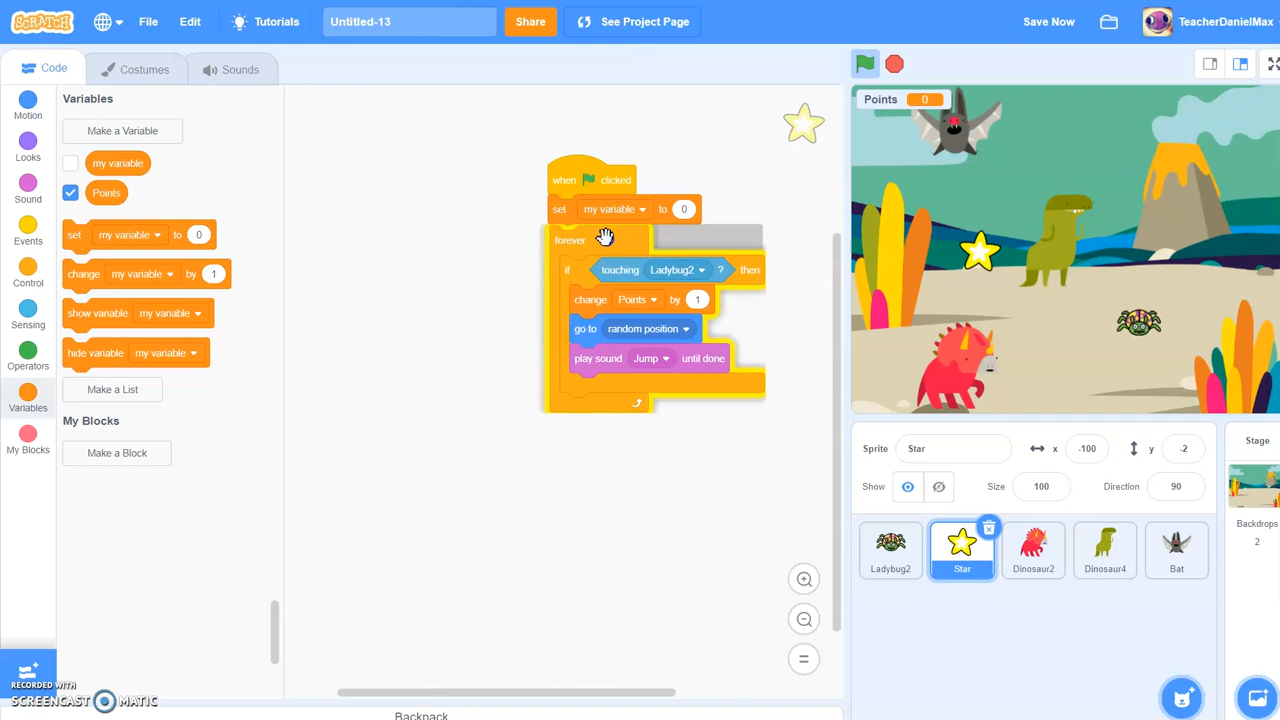 SCRATCH
File
Edit
Tutorials
Untitled-13
Share
See Project Page
Save Now
TeacherDanielMax
Code
Costumes
Sounds
Motion
Looks
Sound
Events
Control
Sensing
Operators
Variables
My Blocks
Variables
Make a Variable
my variable
Points
set my variable to 0
change my variable by 1
show variable my variable
hide variable my variable
Make a List
My Blocks
Make a Block
when clicked
set my variable to 0
forever
if touching Ladybug2 ? then
change Points by 1
go to random position
play sound Jump until done
Points 0
Sprite Star x -100 y -2
Show Size 100 Direction 90
Ladybug2
Star
Dinosaur2
Dinosaur4
Bat
Stage
Backdrops
2
Backpack
RECORDED WITH
SCREENCAST MATIC